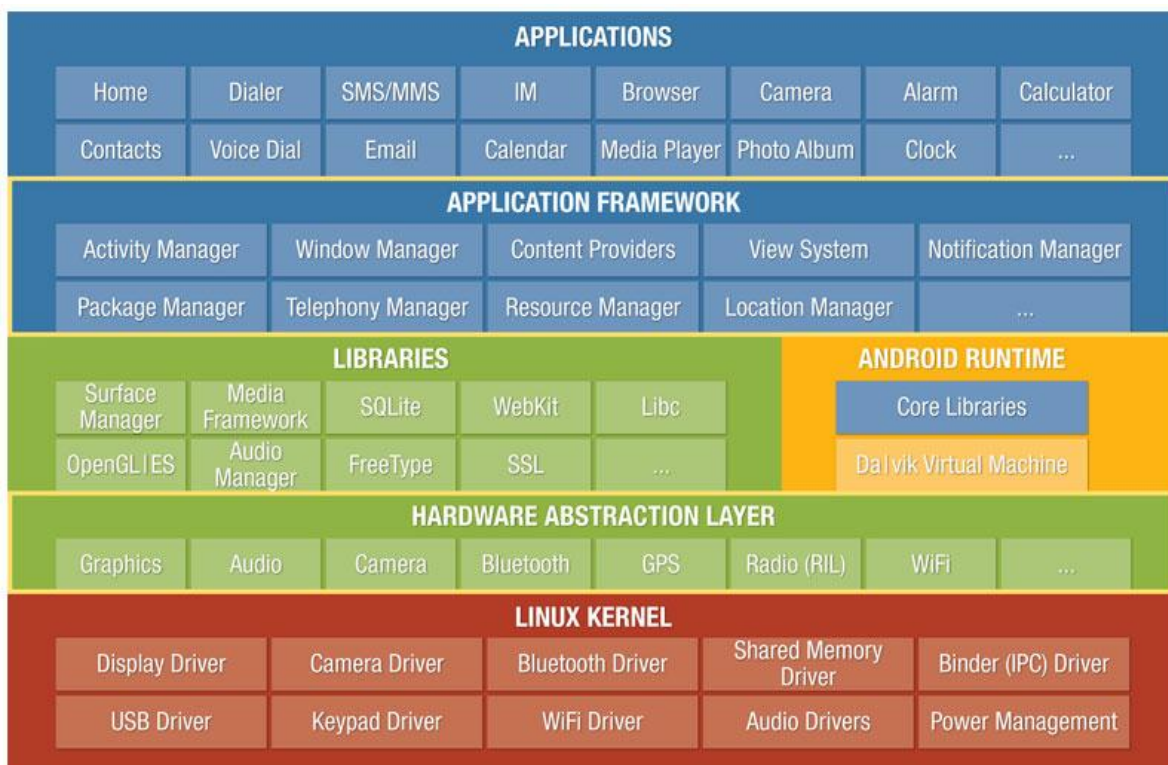 APPLICATIONS
Home Dialer SMS/MMS IM Browser Camera Alarm Calculator
Contacts Voice Dial Email Calendar Media Player Photo Album Clock ...
APPLICATION FRAMEWORK
Activity Manager Window Manager Content Providers View System Notification Manager
Package Manager Telephony Manager Resource Manager Location Manager ...
LIBRARIES
Surface
Manager
Media
Framework
SQLite
WebKit
Libc
OpenGL|ES
Audio
Manager
FreeType
SSL
...
ANDROID RUNTIME
Core Libraries
Da|vik Virtual Machine
HARDWARE ABSTRACTION LAYER
Graphics Audio Camera Bluetooth GPS Radio (RIL) WiFi ...
LINUX KERNEL
Display Driver
Camera Driver
Bluetooth Driver
Shared Memory
Driver
Binder (IPC) Driver
USB Driver Keypad Driver WiFi Driver Audio Drivers Power Management